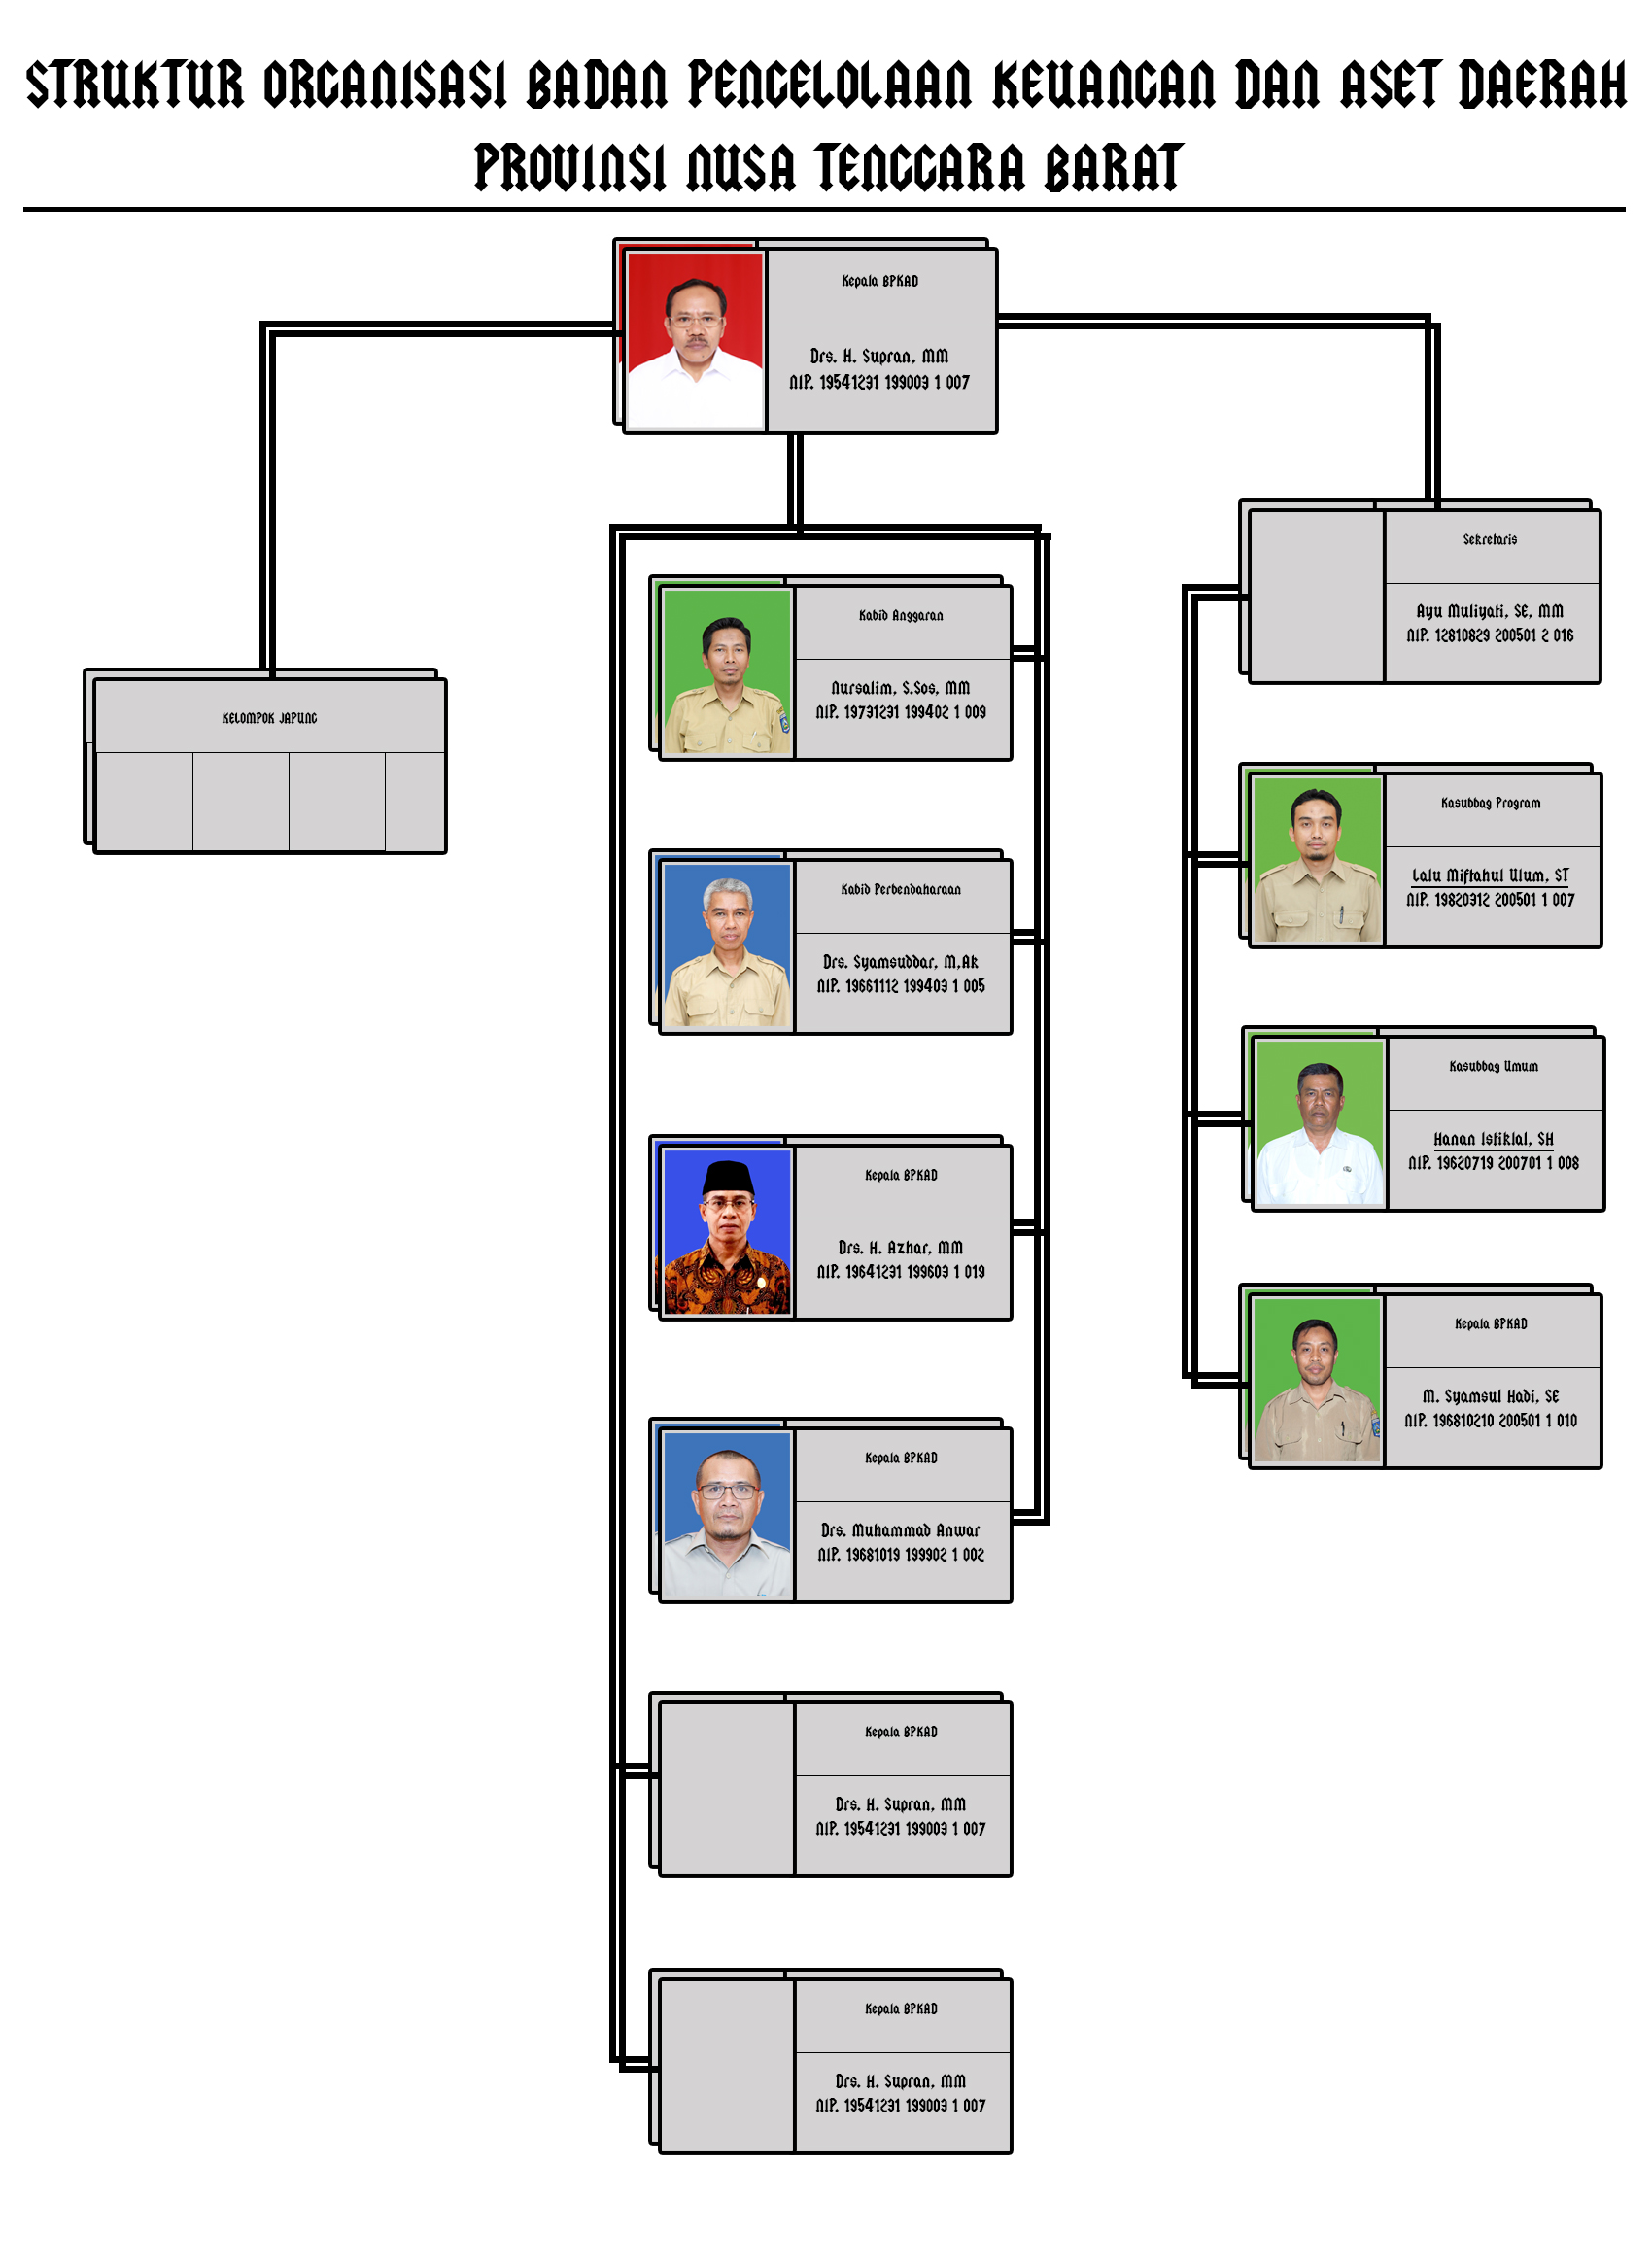 STRUKTUR ORGANISASI BADAN PENGELOLAAN KEUANGAN DAN ASET DAERAH
PROVINSI NUSA TENGGARA BARAT
Kepala BPKAD
Drs. H. Supran, MM
NIP. 19541231 199003 1 007
KELOMPOK JAPUNG
Kabid Anggaran
Nursalim, S.Sos, MM
NIP. 19731231 199402 1 009
Kabid Perbendaharaan
Drs. Syamsuddar, M,Ak
NIP. 19661112 199403 1 005
Kepala BPKAD
Drs. H. Azhar, MM
NIP. 19641231 199603 1 019
Kepala BPKAD
Drs. Muhammad Anwar
NIP. 19681019 199902 1 002
Kepala BPKAD
Drs. H. Supran, MM
NIP. 19541231 199003 1 007
Kepala BPKAD
Drs. H. Supran, MM
NIP. 19541231 199003 1 007
Sekretaris
Ayu Muliyati, SE, MM
NIP. 12810829 200501 2 016
Kasubbag Program
Lalu Miftahul Ulum, ST
NIP. 19820312 200501 1 007
Kasubbag Umum
Hanan Istiklal, SH
NIP. 19620719 200701 1 008
Kepala BPKAD
M. Syamsul Hadi, SE
NIP. 196810210 200501 1 010